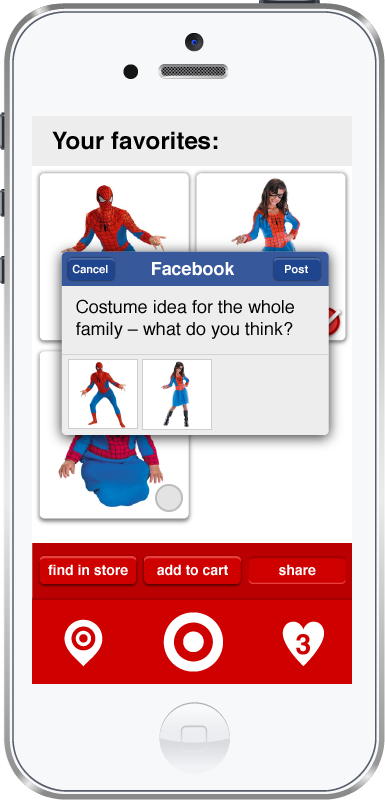 Your favorites:
Cancel
Facebook
Post
Costume idea for the whole
family – what do you think?
find in store
add to cart
share
3